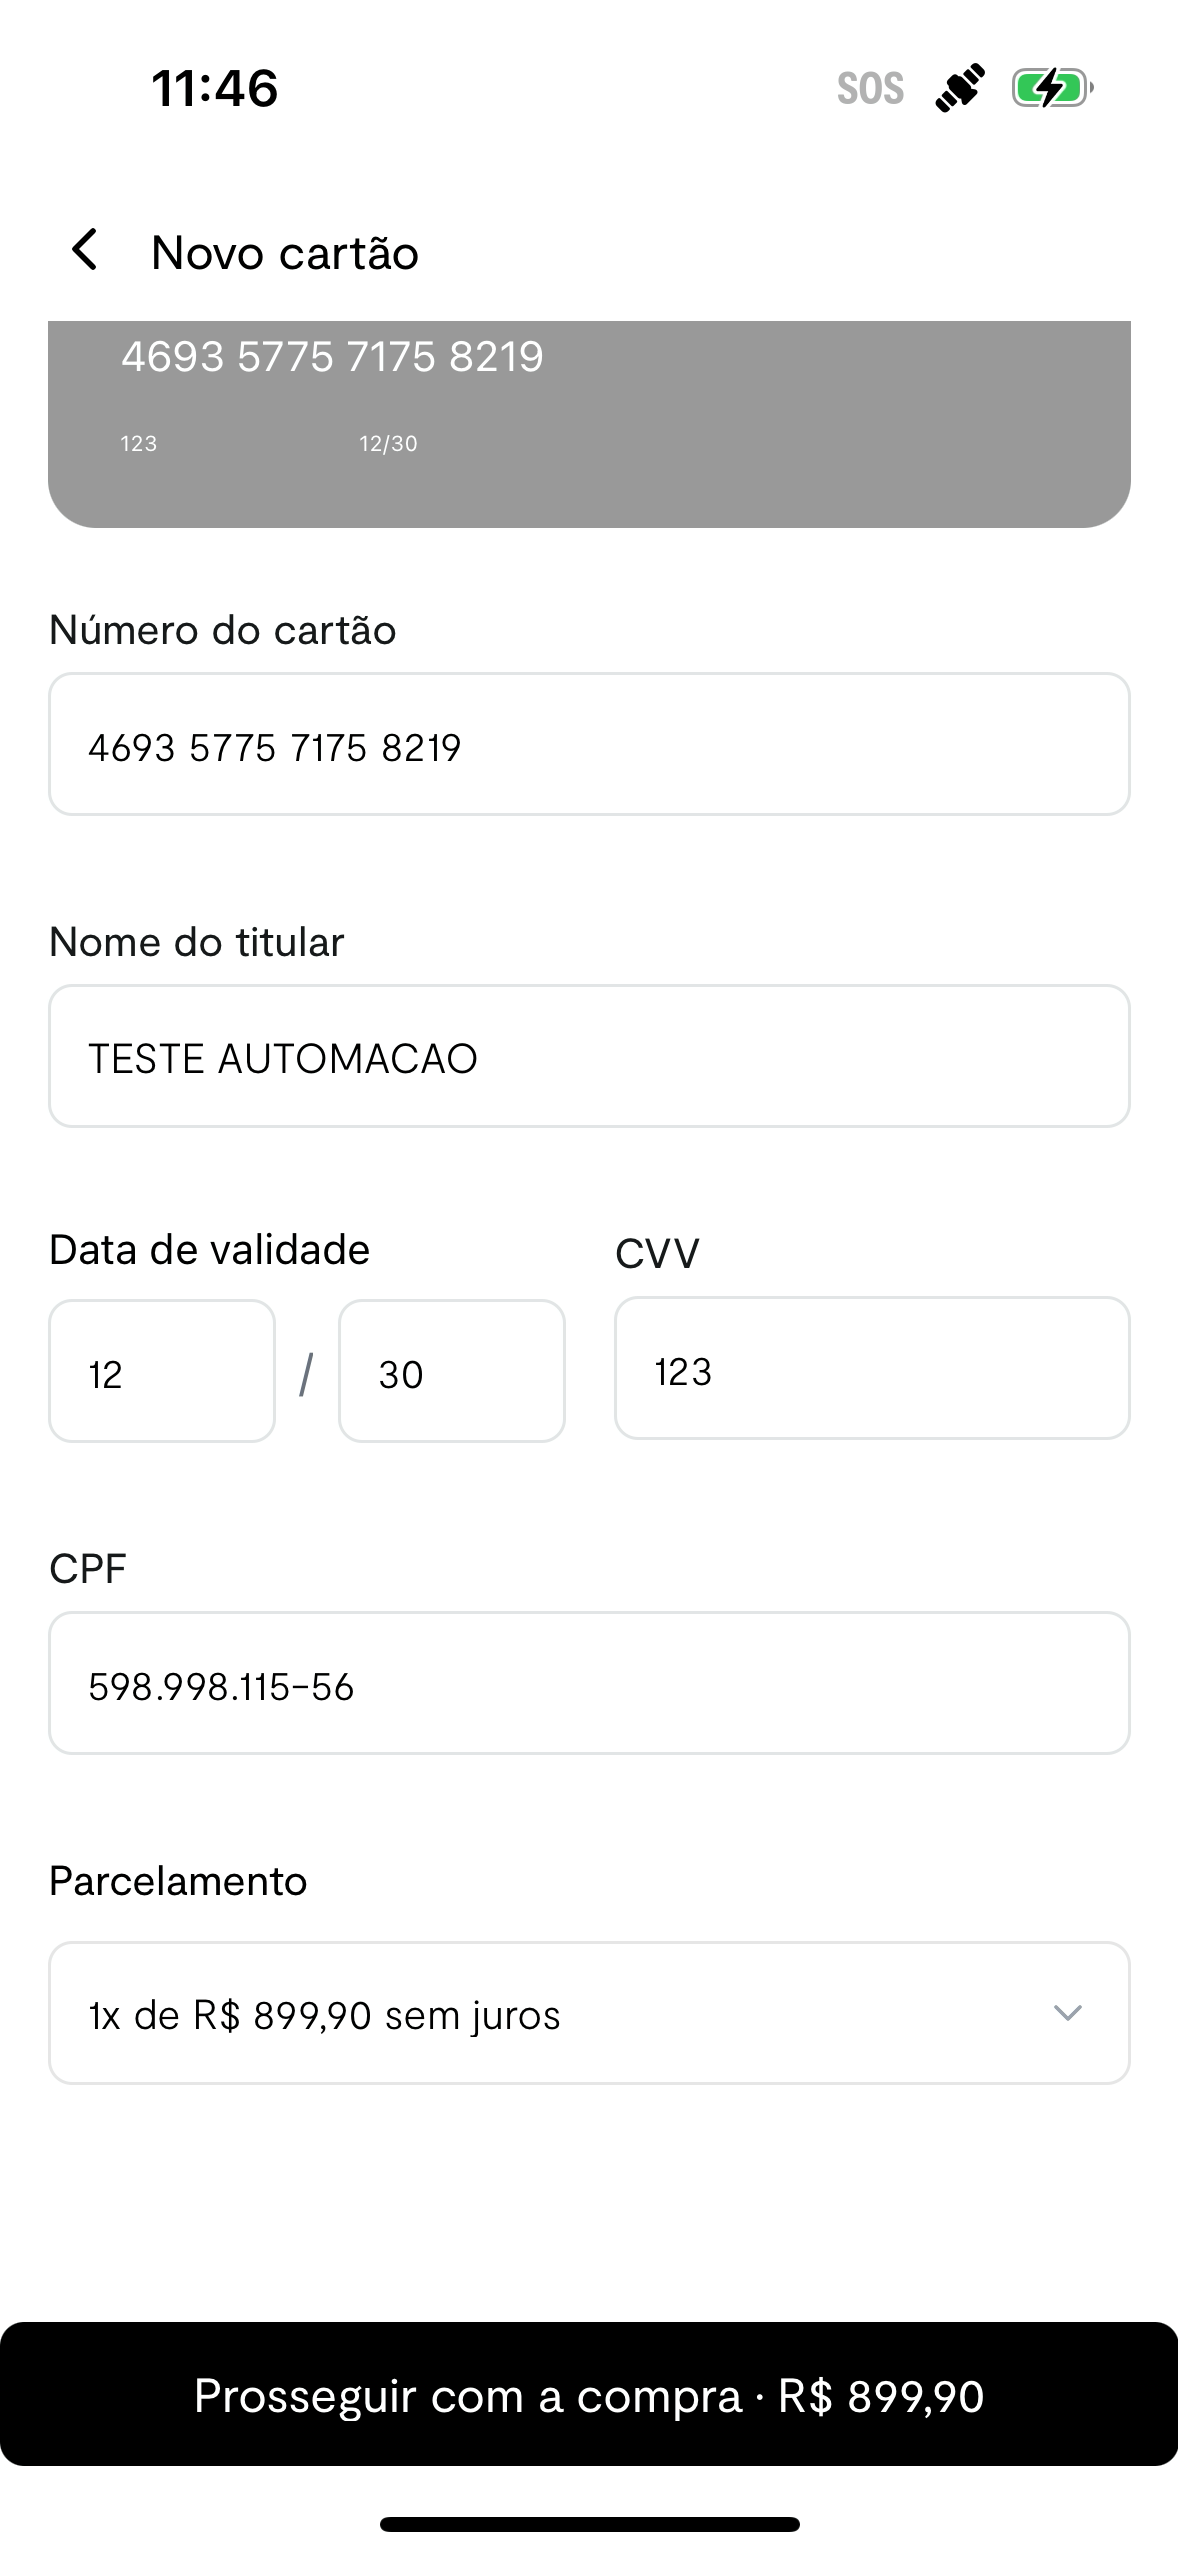 11:46 SOS
Novo cartão
4693 5775 7175 8219
123 12/30
Número do cartão
4693 5775 7175 8219
Nome do titular
TESTE AUTOMACAO
Data de validade CVV
12 / 30 123
CPF
598.998.115-56
Parcelamento
1x de R$ 899,90 sem juros
Prosseguir com a compra · R$ 899,90